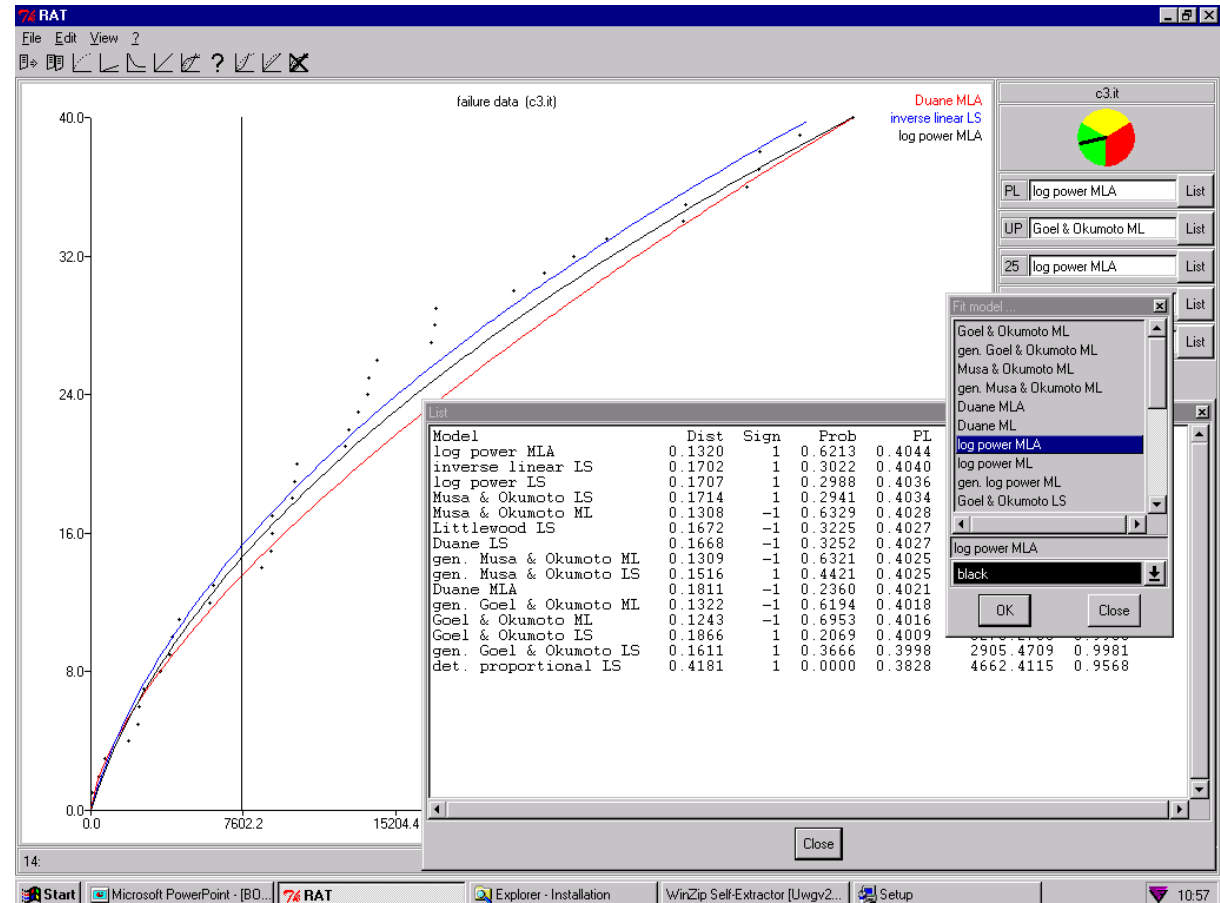 RAT
File Edit View ?
failure data (c3.it)
Duane MLA
inverse linear LS
log power MLA
40.0
32.0
24.0
16.0
8.0
0.0
0.0
7602.2
15204.4
c3.it
PL log power MLA List
UP Goel & Okumoto ML List
25 log power MLA List
List
List
Fit model ...
Goel & Okumoto ML
gen. Goel & Okumoto ML
Musa & Okumoto ML
gen. Musa & Okumoto ML
Duane MLA
Duane ML
log power MLA
log power ML
gen. log power ML
Goel & Okumoto LS
log power MLA
black
OK Close
List
Model Dist Sign Prob PL
log power MLA 0.1320 1 0.6213 0.4044
inverse linear LS 0.1702 1 0.3022 0.4040
log power LS 0.1707 1 0.2988 0.4036
Musa & Okumoto LS 0.1714 1 0.2941 0.4034
Musa & Okumoto ML 0.1308 -1 0.6329 0.4028
Littlewood LS 0.1672 -1 0.3225 0.4027
Duane LS 0.1668 -1 0.3252 0.4027
gen. Musa & Okumoto ML 0.1309 -1 0.6321 0.4025
gen. Musa & Okumoto LS 0.1516 1 0.4421 0.4025
Duane MLA 0.1811 -1 0.2360 0.4021
gen. Goel & Okumoto ML 0.1322 -1 0.6194 0.4018
Goel & Okumoto ML 0.1243 -1 0.6953 0.4016
Goel & Okumoto LS 0.1866 1 0.2069 0.4009
gen. Goel & Okumoto LS 0.1611 1 0.3666 0.3998 2905.4709 0.9981
det. proportional LS 0.4181 1 0.0000 0.3828 4662.4115 0.9568
Close
14:
Start Microsoft PowerPoint - [BO... RAT Explorer - Installation WinZip Self-Extractor [Uwgv2... Setup 10:57